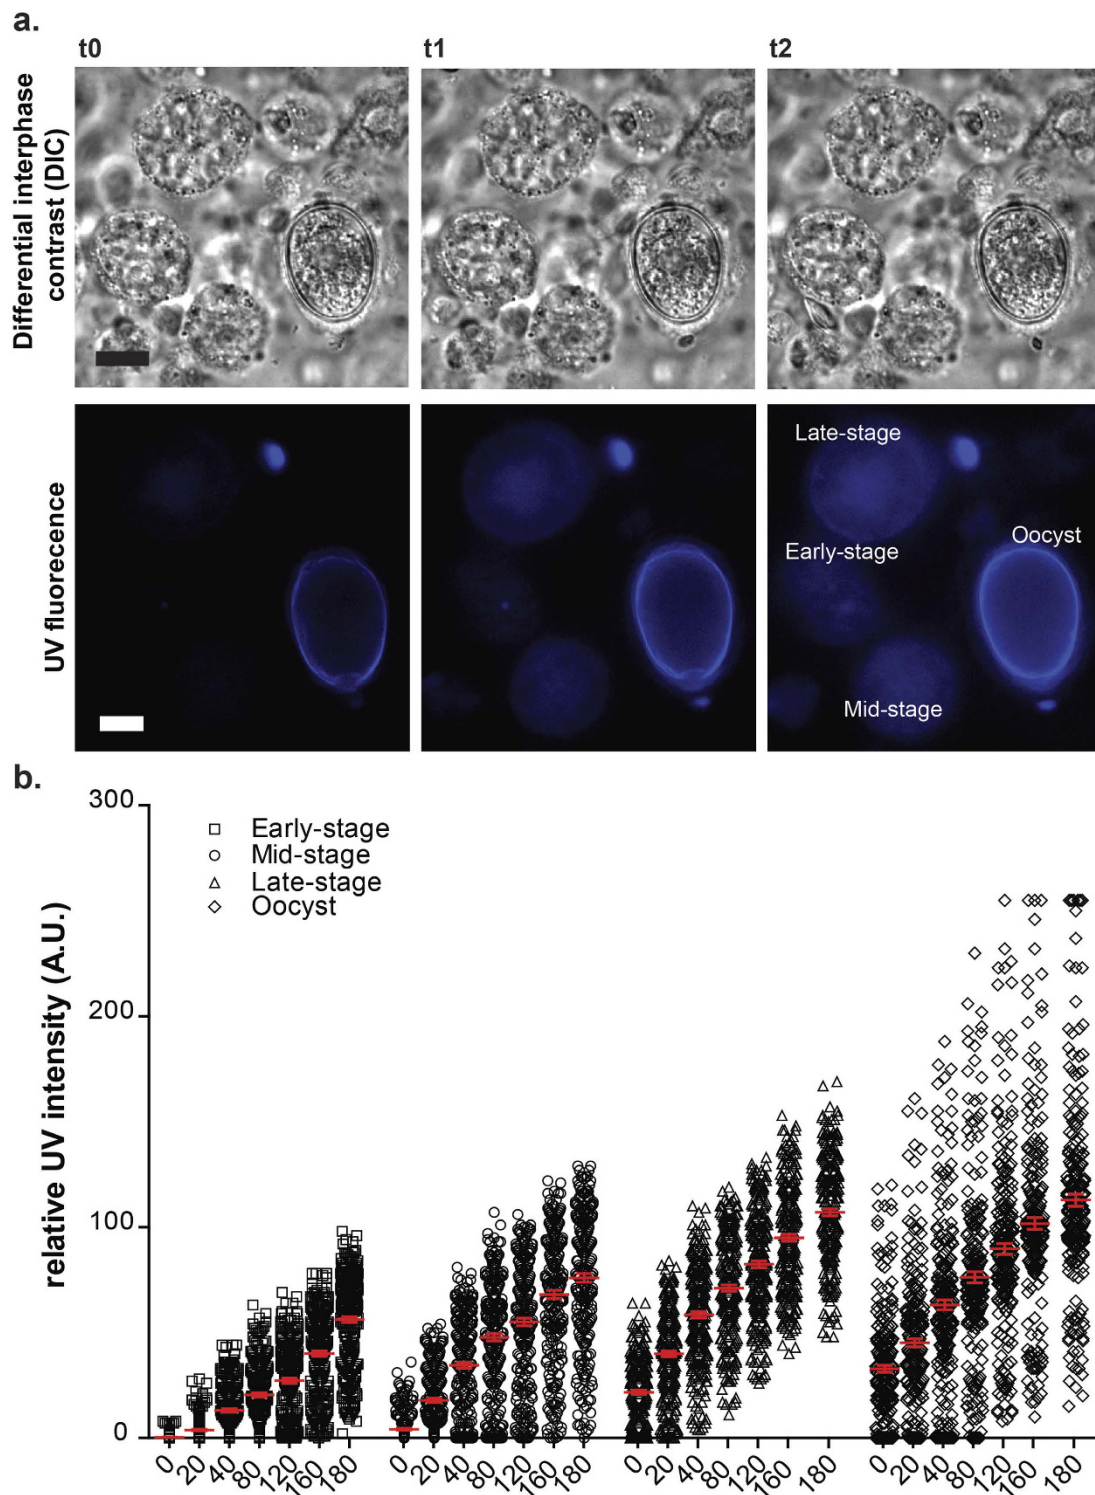 a.
t0
t1
t2
Differential interphase
contrast (DIC)
UV fluorecence
Late-stage
Early-stage
Oocyst
Mid-stage
b.
relative UV intensity (A.U.)
300
200
100
0
Early-stage
Mid-stage
Late-stage
Oocyst
0 20 40 80 120 160 180
0 20 40 80 120 160 180
0 20 40 80 120 160 180
0 20 40 80 120 160 180